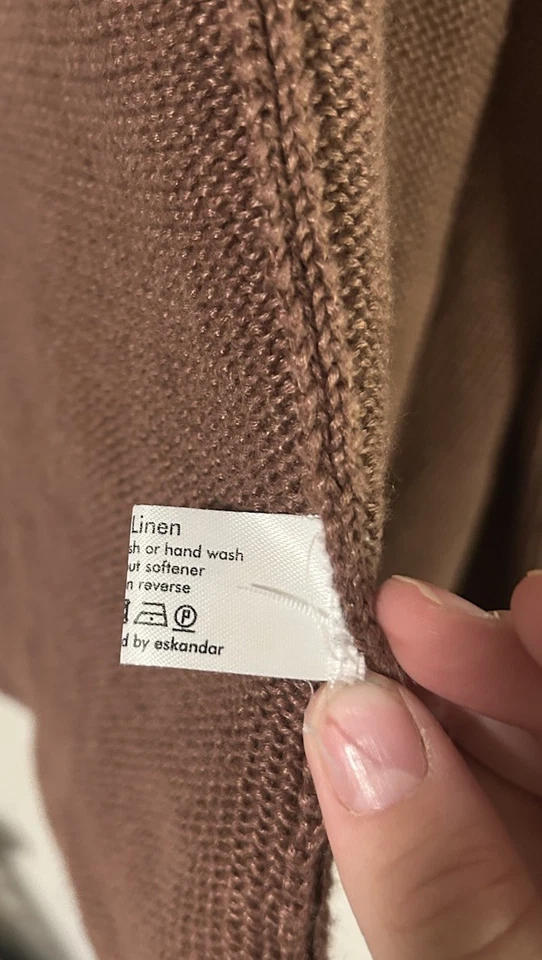 Linen
sh or hand wash
ut softener
n reverse
P
d by eskandar